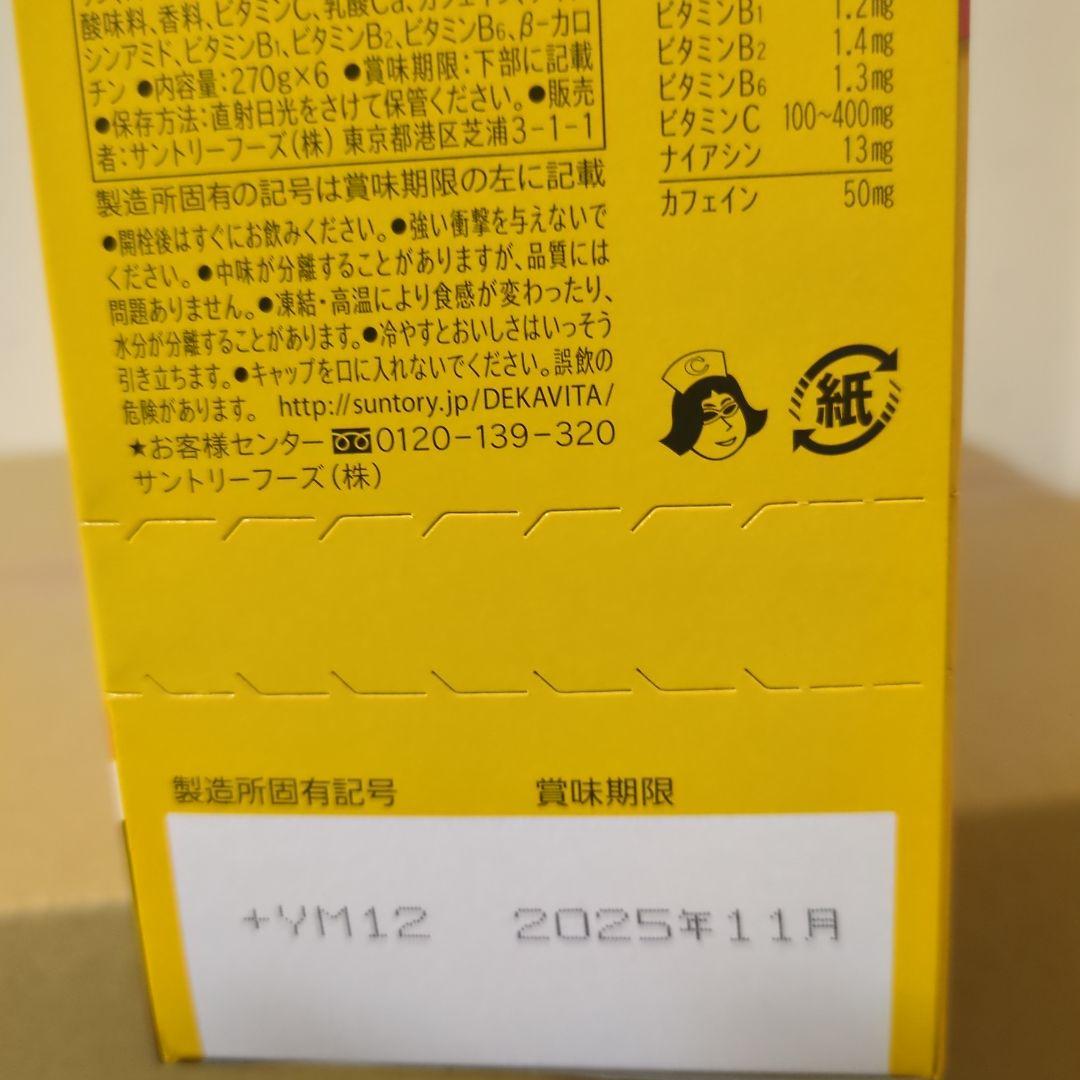 酸味料、香料、ビタミンC、乳酸Ca、カフェイン、
シンアミド、ビタミンB1、ビタミンB2、ビタミンB6、β-カロ
チン ●内容量:270g×6 ●賞味期限:下部に記載
●保存方法:直射日光をさけて保管ください。●販売
者:サントリーフーズ(株) 東京都港区芝浦3-1-1
製造所固有の記号は賞味期限の左に記載
●開栓後はすぐにお飲みください。●強い衝撃を与えないで
ください。●中味が分離することがありますが、品質には
問題ありません。●凍結・高温により食感が変わったり、
水分が分離することがあります。●冷やすとおいしさはいっそう
引き立ちます。●キャップを口に入れないでください。誤飲の
危険があります。 http://suntory.jp/DEKAVITA/
★お客様センター 0120-139-320
サントリーフーズ(株)
ビタミンB1 1.2mg
ビタミンB2 1.4mg
ビタミンB6 1.3mg
ビタミンC 100~400mg
ナイアシン 13mg
カフェイン 50mg
C
紙
製造所固有記号 賞味期限
+YM12 2025年11月